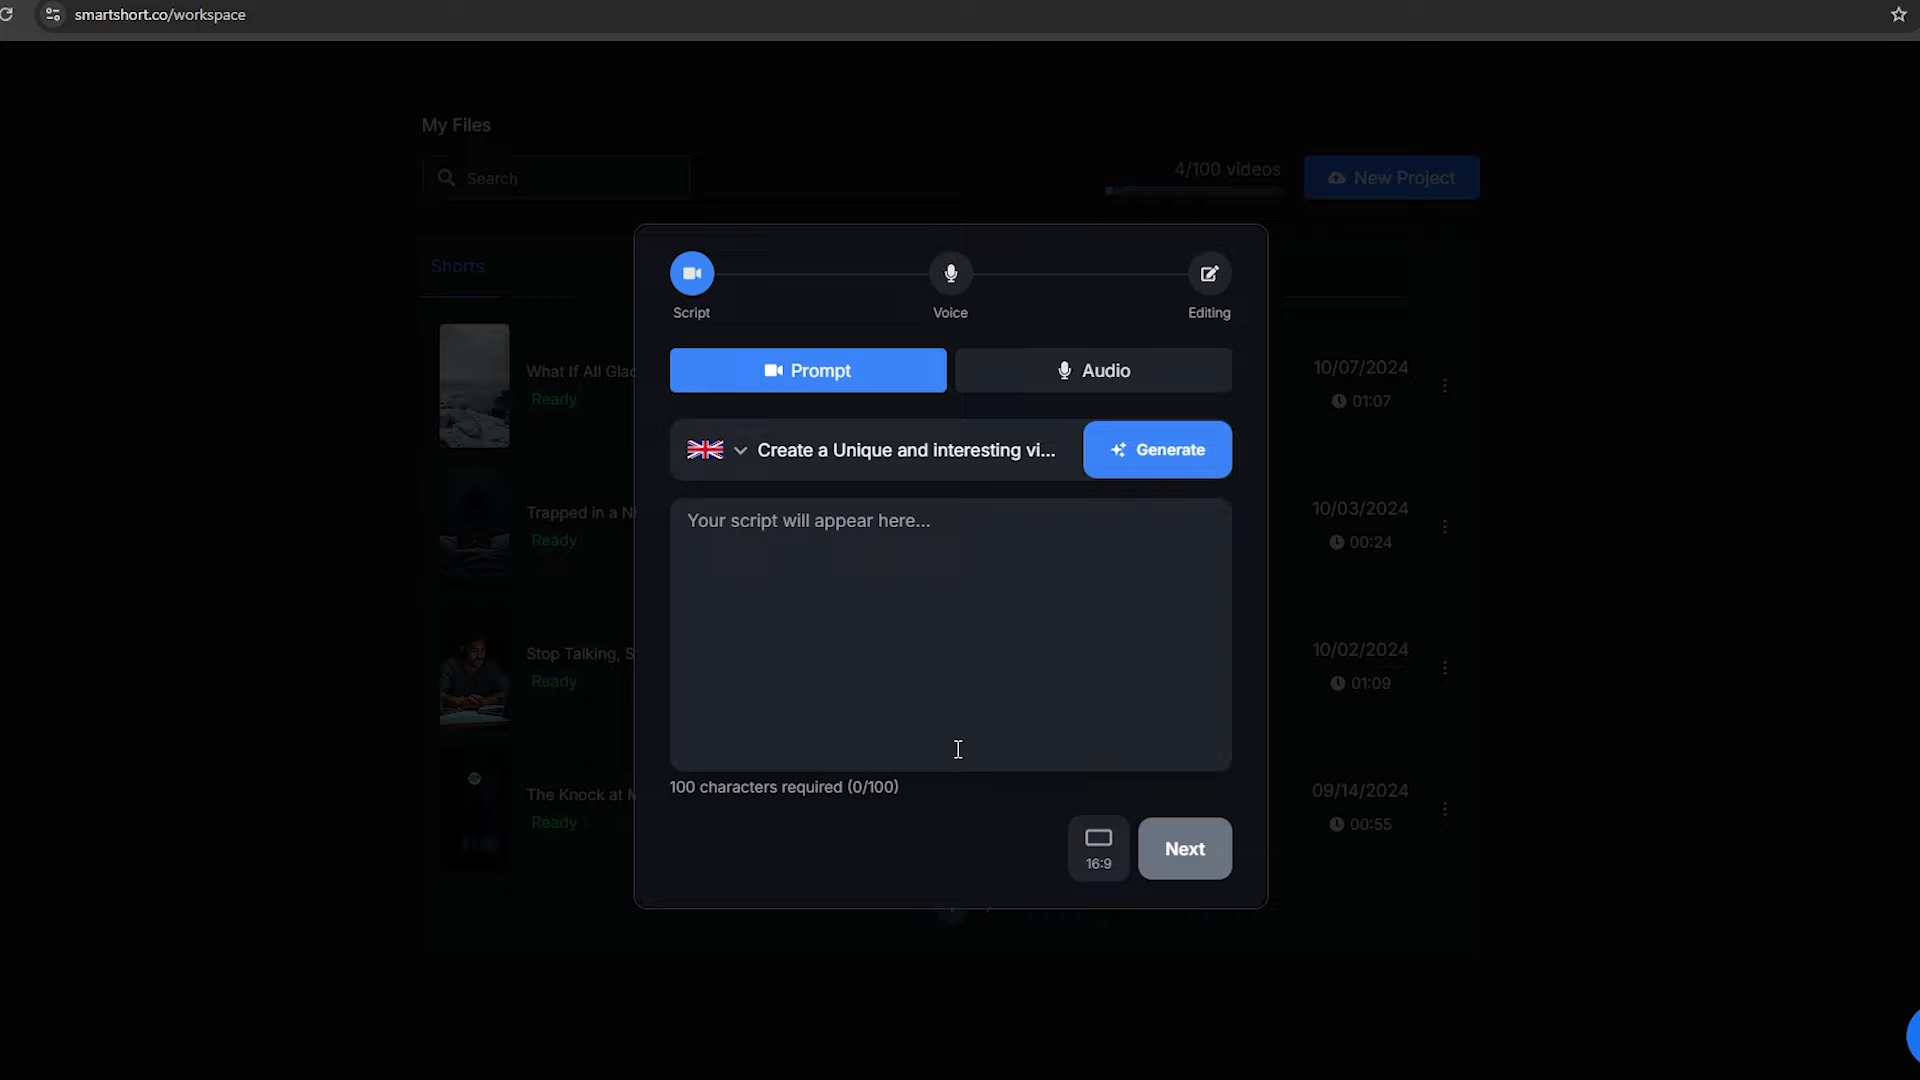 smartshort.co/workspace
My Files
Search
4/100 videos
New Project
Shorts
Script
Voice
Editing
Prompt
Audio
Create a Unique and interesting vi...
Generate
Your script will appear here...
100 characters required (0/100)
16:9
Next
What If All Glac
Ready
10/07/2024
01:07
Trapped in a
Ready
10/03/2024
00:24
Stop Talking, S
Ready
10/02/2024
01:09
The Knock at
Ready
09/14/2024
00:55